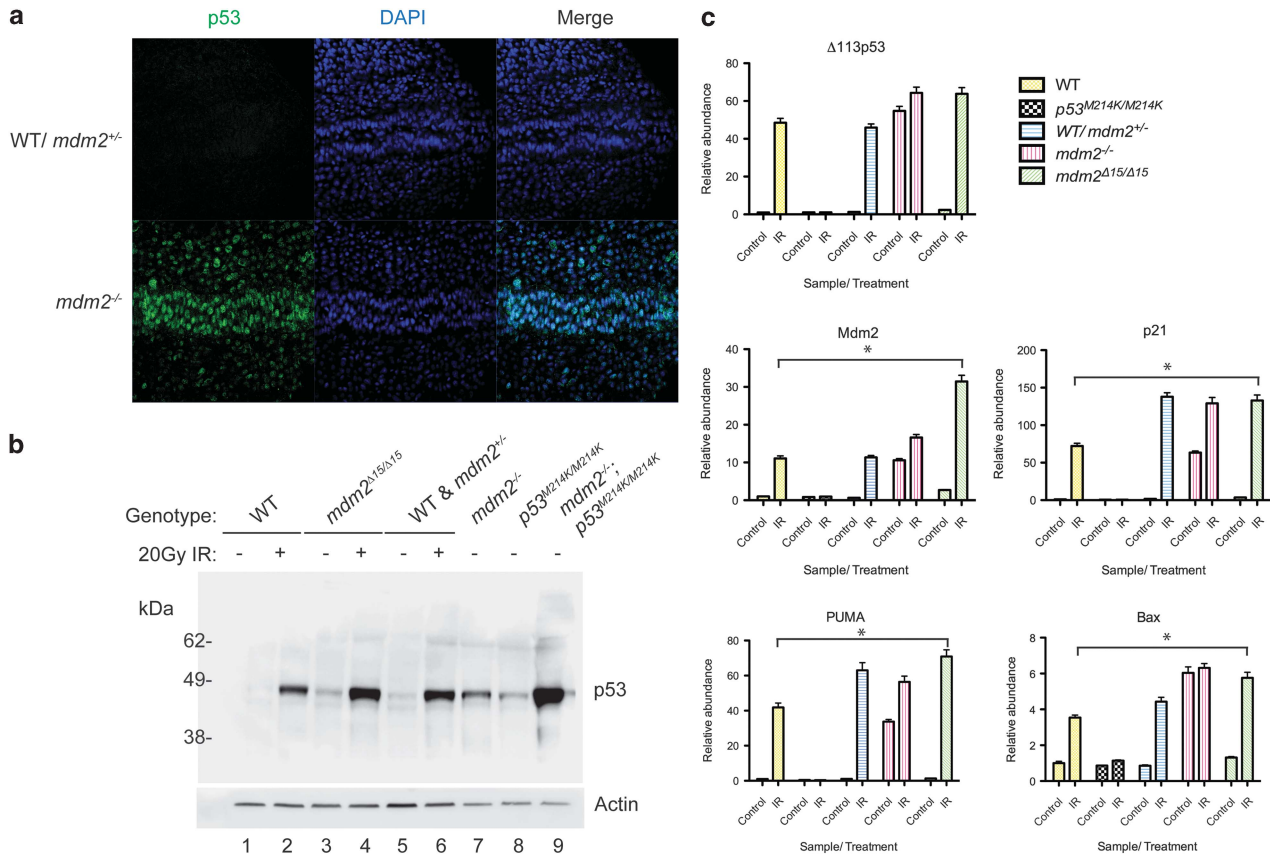 a
p53 DAPI Merge
WT/ mdm2+/-
mdm2-/-
b
Genotype: WT mdm2Δ15/Δ15 WT & mdm2+/- mdm2-/- p53M214K/M214K mdm2-/-; p53M214K/M214K
20Gy IR: - + - + - + - - -
kDa
62-
49-
38-
p53
Actin
1 2 3 4 5 6 7 8 9
c
Δ113p53
Relative abundance
80
60
40
20
0
Control IR Control IR Control IR Control IR Control IR
Sample/ Treatment
WT
p53M214K/M214K
WT/ mdm2+/-
mdm2-/-
mdm2Δ15/Δ15
Mdm2
Relative abundance
40
30
20
10
0
*
Control IR Control IR Control IR Control IR Control IR
Sample/ Treatment
p21
Relative abundance
200
150
100
50
0
*
Control IR Control IR Control IR Control IR Control IR
Sample/ Treatment
PUMA
Relative abundance
80
60
40
20
0
*
Control IR Control IR Control IR Control IR Control IR
Sample/ Treatment
Bax
Relative abundance
8
6
4
2
0
*
Control IR Control IR Control IR Control IR Control IR
Sample/ Treatment